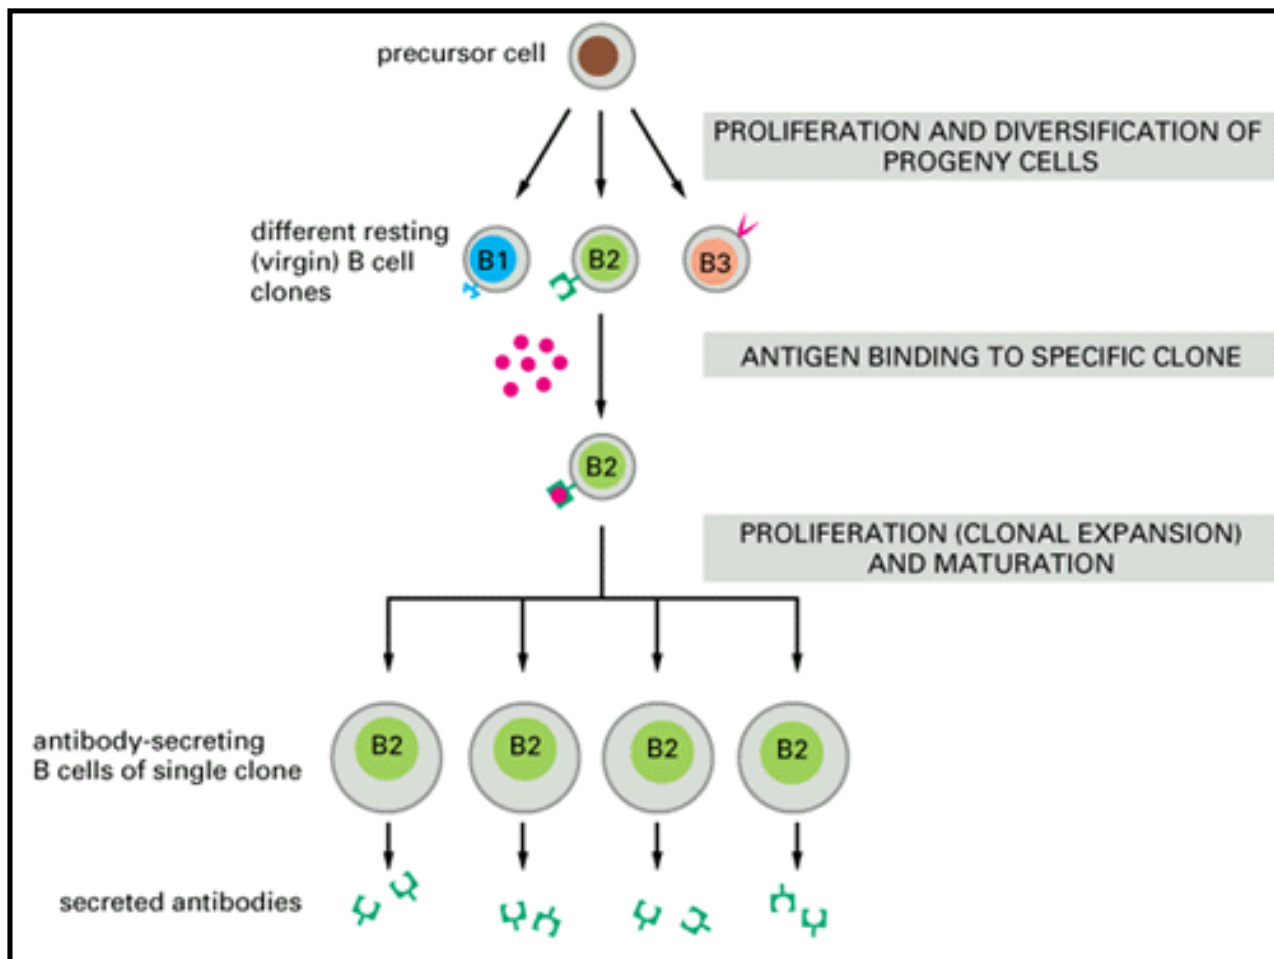 precursor cell
PROLIFERATION AND DIVERSIFICATION OF
PROGENY CELLS
different resting
(virgin) B cell
clones
B1
B2
B3
ANTIGEN BINDING TO SPECIFIC CLONE
B2
PROLIFERATION (CLONAL EXPANSION)
AND MATURATION
antibody-secreting
B cells of single clone
B2
B2
B2
B2
secreted antibodies